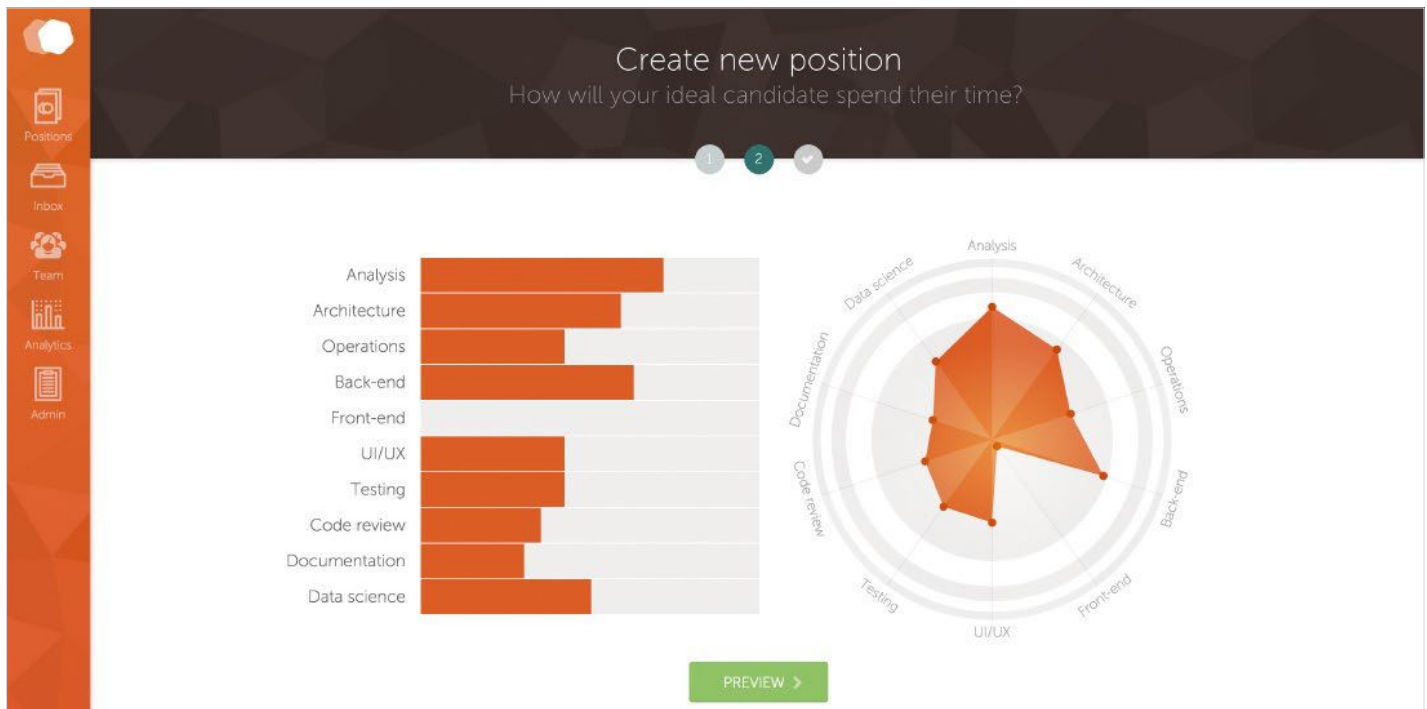 Create new position
How will your ideal candidate spend their time?
1
2
Positions
Inbox
Team
Analytics
Admin
Analysis
Architecture
Operations
Back-end
Front-end
UI/UX
Testing
Code review
Documentation
Data science
Analysis
Architecture
Operations
Back-end
Front-end
UI/UX
Testing
Code review
Documentation
Data science
PREVIEW